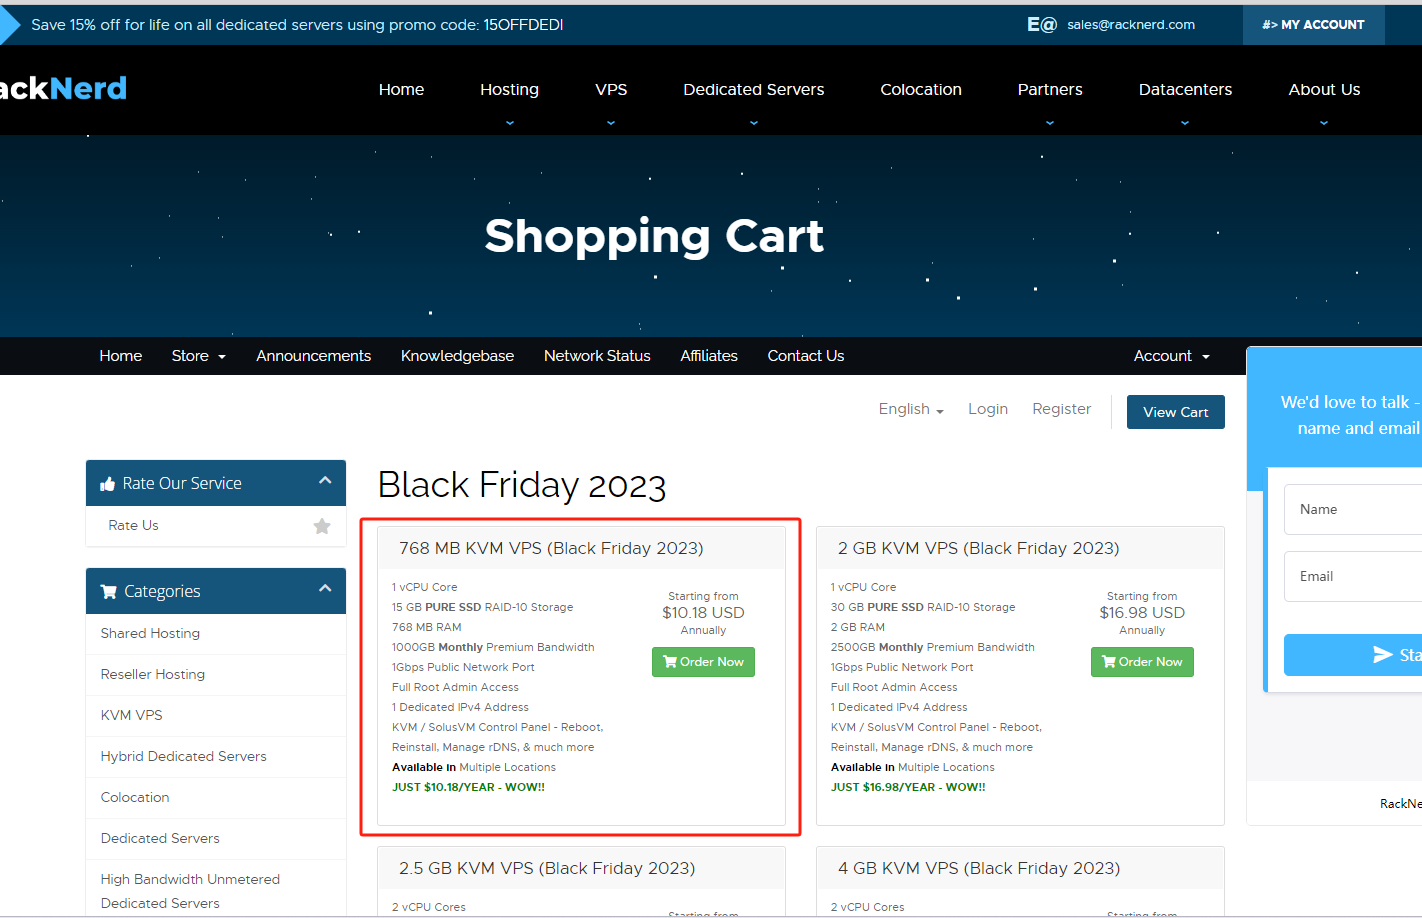 Save 15% off for life on all dedicated servers using promo code: 15OFFDEDI
E@ sales@racknerd.com
#> MY ACCOUNT
ackNerd
Home
Hosting
VPS
Dedicated Servers
Colocation
Partners
Datacenters
About Us
Shopping Cart
Home
Store
Announcements
Knowledgebase
Network Status
Affiliates
Contact Us
Account
English
Login
Register
View Cart
We'd love to talk -
name and email
Name
Email
Sta
RackNe
Rate Our Service
Rate Us
Categories
Shared Hosting
Reseller Hosting
KVM VPS
Hybrid Dedicated Servers
Colocation
Dedicated Servers
High Bandwidth Unmetered
Dedicated Servers
Black Friday 2023
768 MB KVM VPS (Black Friday 2023)
1 vCPU Core
15 GB PURE SSD RAID-10 Storage
768 MB RAM
1000GB Monthly Premium Bandwidth
1Gbps Public Network Port
Full Root Admin Access
1 Dedicated IPv4 Address
KVM / SolusVM Control Panel - Reboot,
Reinstall, Manage rDNS, & much more
Available in Multiple Locations
JUST $10.18/YEAR - WOW!!
Starting from
$10.18 USD
Annually
Order Now
2 GB KVM VPS (Black Friday 2023)
1 vCPU Core
30 GB PURE SSD RAID-10 Storage
2 GB RAM
2500GB Monthly Premium Bandwidth
1Gbps Public Network Port
Full Root Admin Access
1 Dedicated IPv4 Address
KVM / SolusVM Control Panel - Reboot,
Reinstall, Manage rDNS, & much more
Available in Multiple Locations
JUST $16.98/YEAR - WOW!!
Starting from
$16.98 USD
Annually
Order Now
2.5 GB KVM VPS (Black Friday 2023)
2 vCPU Cores
Starting from
4 GB KVM VPS (Black Friday 2023)
2 vCPU Cores
Starting from